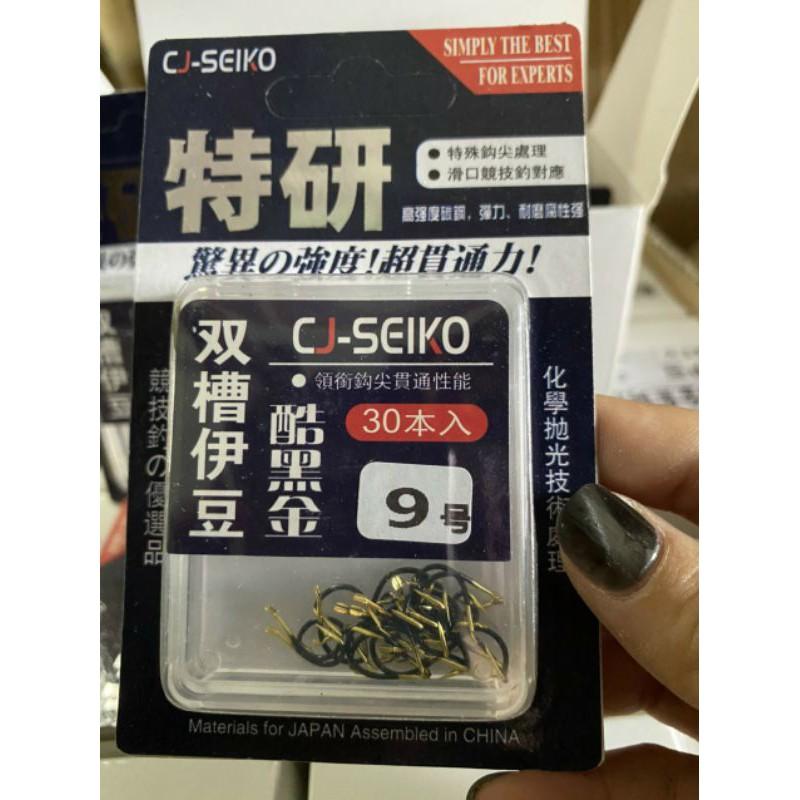 CJ-SEIKO
SIMPLY THE BEST
FOR EXPERTS
特研
● 特殊鈎尖處理
● 滑口競技釣對應
高强度碳鋼，彈力、耐磨腐性强
驚異の強度！超貫通力！
競技釣の優選品
双槽伊豆
CJ-SEIKO
● 領銜鈎尖貫通性能
酷黑金
30本入
9号
化學拋光技術處理
Materials for JAPAN Assembled in CHINA